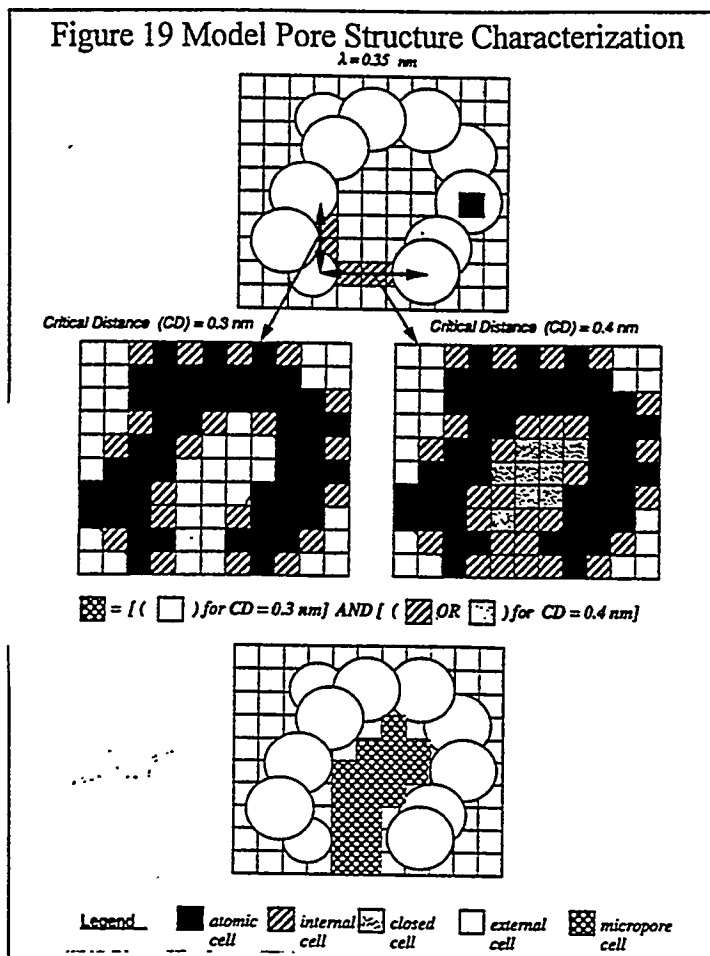 Figure 19 Model Pore Structure Characterization
λ = 0.35 nm
Critical Distance (CD) = 0.3 nm
Critical Distance (CD) = 0.4 nm
= [ ( ) for CD = 0.3 nm] AND [ ( OR ) for CD = 0.4 nm]
Legend
atomic cell
internal cell
closed cell
external cell
micropore cell